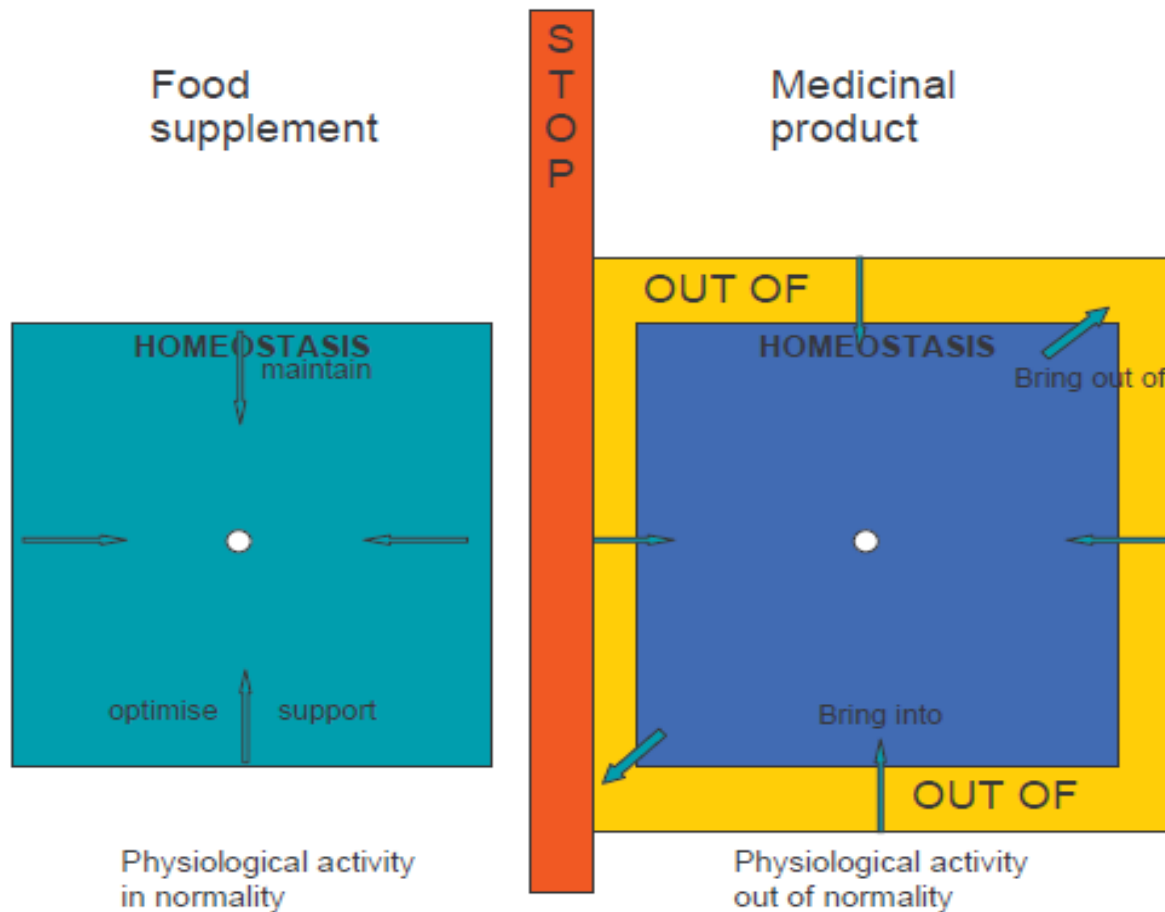 Food
supplement
HOMEOSTASIS
maintain
optimise support
Physiological activity
in normality
S
T
O
P
Medicinal
product
OUT OF
HOMEOSTASIS
Bring out of
Bring into
OUT OF
Physiological activity
out of normality